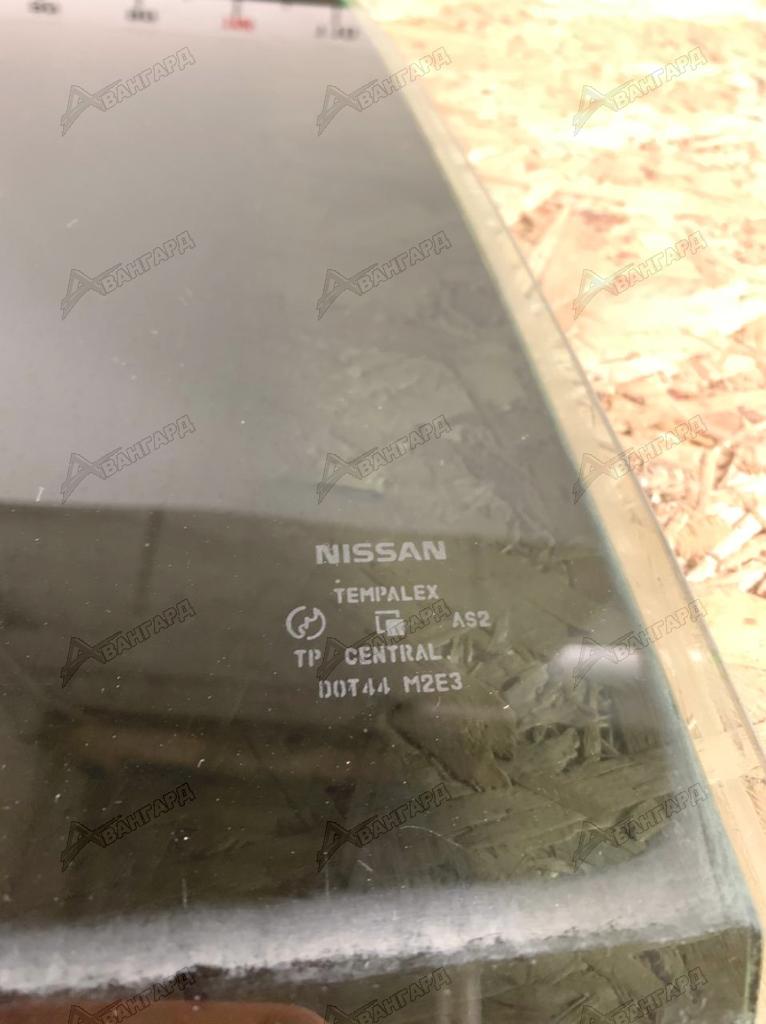 NISSAN
TEMPALEX
AS2
TP CENTRAL
DOT44 M2E3
АВАНГАРД